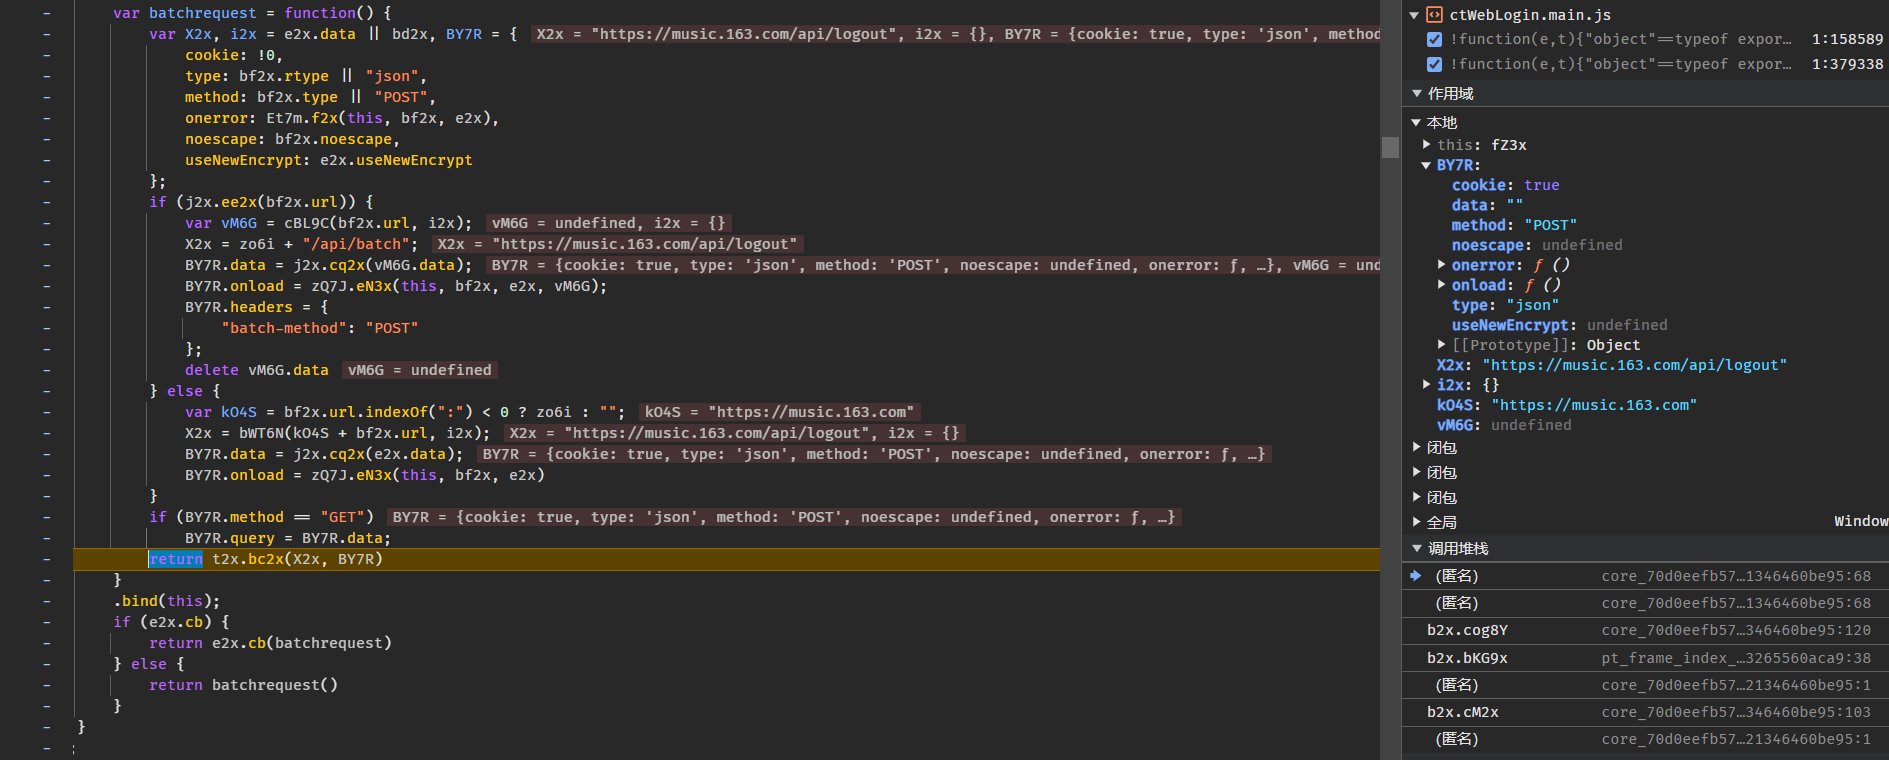 var batchrequest = function() {
var X2x, i2x = e2x.data || bd2x, BY7R = { X2x = "https://music.163.com/api/logout", i2x = {}, BY7R = {cookie: true, type: 'json', method
cookie: !0,
type: bf2x.rtype || "json",
method: bf2x.type || "POST",
onerror: Et7m.f2x(this, bf2x, e2x),
noescape: bf2x.noescape,
useNewEncrypt: e2x.useNewEncrypt
};
if (j2x.ee2x(bf2x.url)) {
var vM6G = cBL9C(bf2x.url, i2x); vM6G = undefined, i2x = {}
X2x = zo6i + "/api/batch"; X2x = "https://music.163.com/api/logout"
BY7R.data = j2x.cq2x(vM6G.data); BY7R = {cookie: true, type: 'json', method: 'POST', noescape: undefined, onerror: ƒ, …}, vM6G = und
BY7R.onload = zQ7J.eN3x(this, bf2x, e2x, vM6G);
BY7R.headers = {
"batch-method": "POST"
};
delete vM6G.data vM6G = undefined
} else {
var kO4S = bf2x.url.indexOf(":") < 0 ? zo6i : ""; kO4S = "https://music.163.com"
X2x = bWT6N(kO4S + bf2x.url, i2x); X2x = "https://music.163.com/api/logout", i2x = {}
BY7R.data = j2x.cq2x(e2x.data); BY7R = {cookie: true, type: 'json', method: 'POST', noescape: undefined, onerror: ƒ, …}
BY7R.onload = zQ7J.eN3x(this, bf2x, e2x)
}
if (BY7R.method == "GET") BY7R = {cookie: true, type: 'json', method: 'POST', noescape: undefined, onerror: ƒ, …}
BY7R.query = BY7R.data;
return t2x.bc2x(X2x, BY7R)
}
.bind(this);
if (e2x.cb) {
return e2x.cb(batchrequest)
} else {
return batchrequest()
}
}
;
ctWebLogin.main.js
!function(e,t){"object"==typeof expor… 1:158589
!function(e,t){"object"==typeof expor… 1:379338
作用域
本地
this: fZ3x
BY7R:
cookie: true
data: ""
method: "POST"
noescape: undefined
onerror: ƒ ()
onload: ƒ ()
type: "json"
useNewEncrypt: undefined
[[Prototype]]: Object
X2x: "https://music.163.com/api/logout"
i2x: {}
kO4S: "https://music.163.com"
vM6G: undefined
闭包
闭包
闭包
全局 Window
调用堆栈
(匿名) core_70d0eefb57…1346460be95:68
(匿名) core_70d0eefb57…1346460be95:68
b2x.cog8Y core_70d0eefb57…346460be95:120
b2x.bKG9x pt_frame_index_…3265560aca9:38
(匿名) core_70d0eefb57…21346460be95:1
b2x.cM2x core_70d0eefb57…346460be95:103
(匿名) core_70d0eefb57…21346460be95:1